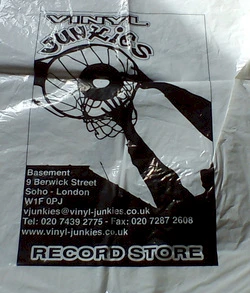 VINYL
JUNKIES
Basement
9 Berwick Street
Soho - London
W1F 0PJ
vjunkies@vinyl-junkies.co.uk
Tel: 020 7439 2775 - Fax: 020 7287 2608
www.vinyl-junkies.co.uk
RECORD STORE